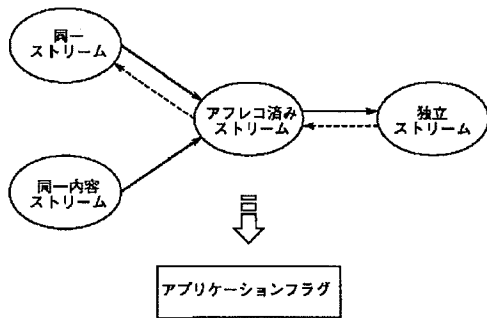 同一
ストリーム
アフレコ済み
ストリーム
独立
ストリーム
同一内容
ストリーム
アプリケーションフラグ